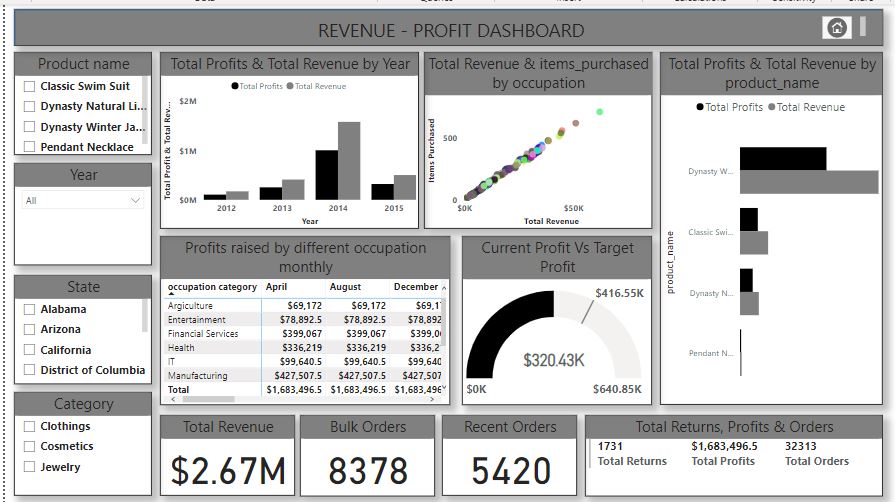 REVENUE - PROFIT DASHBOARD
Product name
Classic Swim Suit
Dynasty Natural Li...
Dynasty Winter Ja...
Pendant Necklace
Year
All
State
Alabama
Arizona
California
District of Columbia
Category
Clothings
Cosmetics
Jewelry
Total Profits & Total Revenue by Year
Total Profits Total Revenue
Total Profit & Total Rev...
$2M
$1M
$0M
2012 2013 2014 2015
Year
Total Revenue & items_purchased
by occupation
Items Purchased
500
0
$0K $50K
Total Revenue
Total Profits & Total Revenue by
product_name
Total Profits Total Revenue
product_name
Dynasty W...
Classic Swi...
Dynasty N...
Pendant N...
Profits raised by different occupation
monthly
occupation category April August December
Argiculture $69,172 $69,172 $69,17
Entertainment $78,892.5 $78,892.5 $78,892
Financial Services $399,067 $399,067 $399,0
Health $336,219 $336,219 $336,2
IT $99,640.5 $99,640.5 $99,640
Manufacturing $427,507.5 $427,507.5 $427,507
Total $1,683,496.5 $1,683,496.5 $1,683,496
Current Profit Vs Target
Profit
$416.55K
$320.43K
$0K $640.85K
Total Revenue
$2.67M
Bulk Orders
8378
Recent Orders
5420
Total Returns, Profits & Orders
1731 $1,683,496.5 32313
Total Returns Total Profits Total Orders